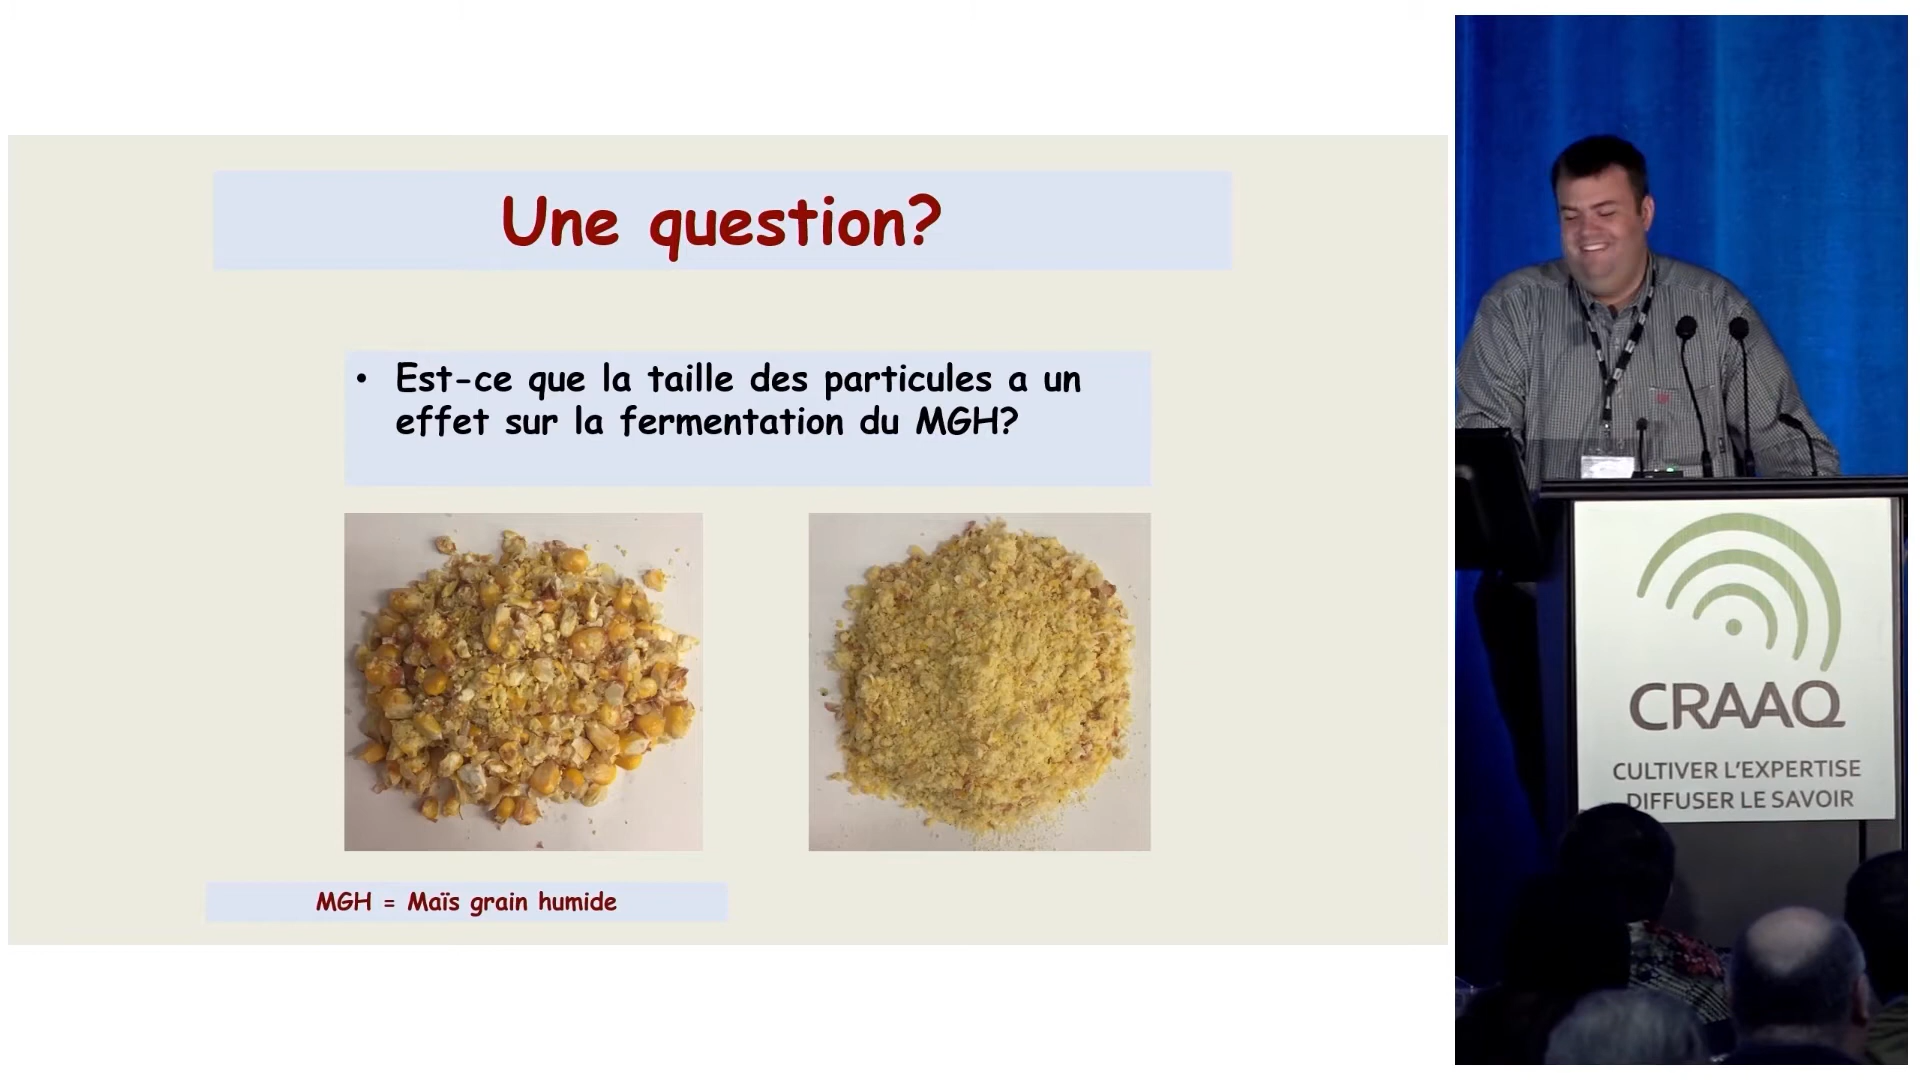 Une question?
• Est-ce que la taille des particules a un
effet sur la fermentation du MGH?
MGH = Maïs grain humide
CRAAQ
CULTIVER L'EXPERTISE
DIFFUSER LE SAVOIR